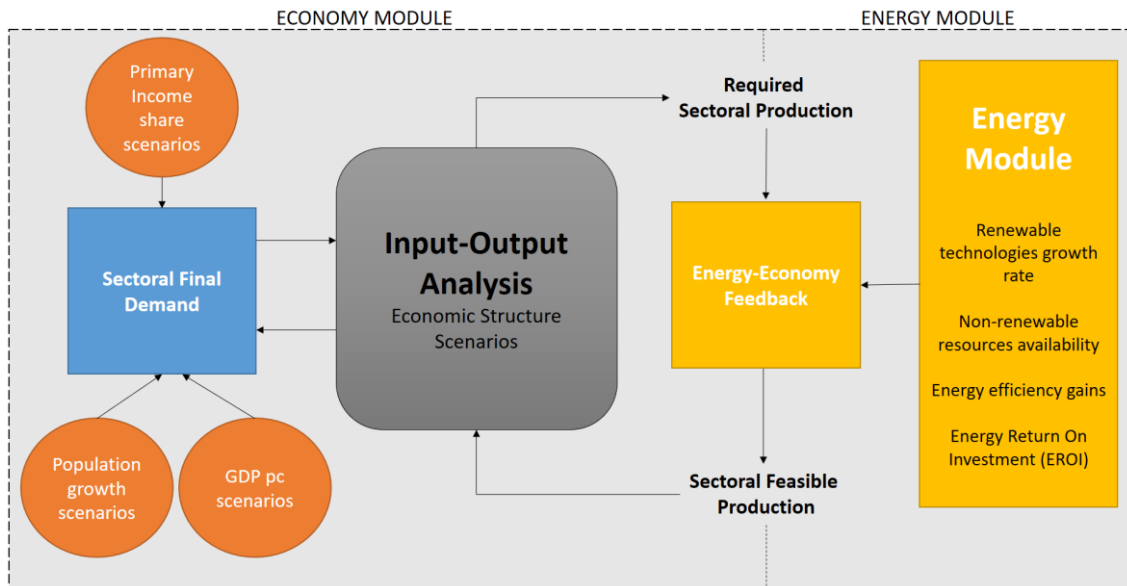 ECONOMY MODULE
ENERGY MODULE
Primary
Income
share
scenarios
Sectoral Final
Demand
Population
growth
scenarios
GDP pc
scenarios
Input-Output
Analysis
Economic Structure
Scenarios
Required
Sectoral Production
Energy-Economy
Feedback
Sectoral Feasible
Production
Energy
Module
Renewable
technologies growth
rate
Non-renewable
resources availability
Energy efficiency gains
Energy Return On
Investment (EROI)